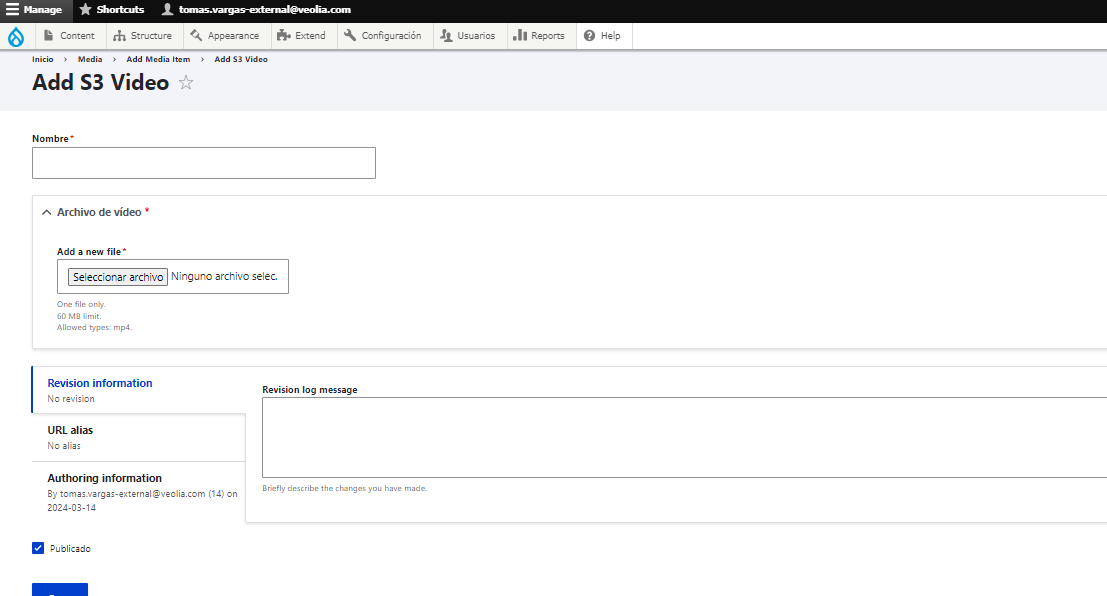 Manage Shortcuts tomas.vargas-external@veolia.com
Content Structure Appearance Extend Configuración Usuarios Reports Help
Inicio > Media > Add Media Item > Add S3 Video
Add S3 Video
Nombre*
Archivo de vídeo *
Add a new file*
Seleccionar archivo Ninguno archivo selec.
One file only.
60 MB limit.
Allowed types: mp4.
Revision information
No revision
Revision log message
URL alias
No alias
Authoring information
By tomas.vargas-external@veolia.com (14) on
2024-03-14
Briefly describe the changes you have made.
Publicado